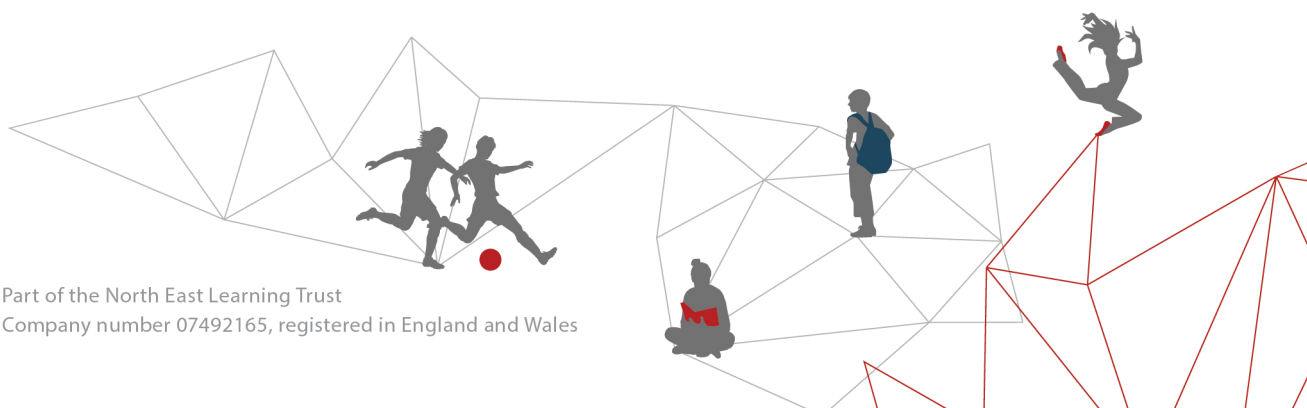 Part of the North East Learning Trust
Company number 07492165, registered in England and Wales